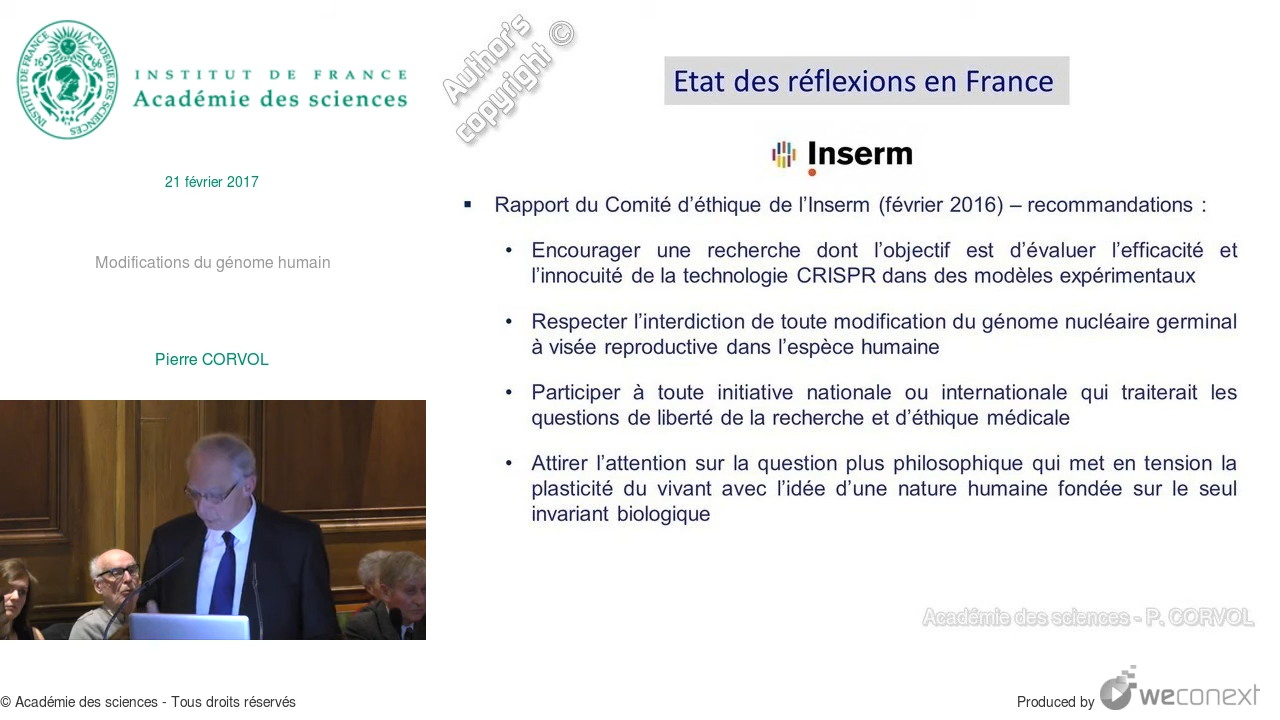 INSTITUT DE FRANCE
Académie des sciences
21 février 2017
Modifications du génome humain
Pierre CORVOL
Author's
copyright ©
Etat des réflexions en France
Inserm
▪ Rapport du Comité d'éthique de l'Inserm (février 2016) – recommandations :
• Encourager une recherche dont l'objectif est d'évaluer l'efficacité et
l'innocuité de la technologie CRISPR dans des modèles expérimentaux
• Respecter l'interdiction de toute modification du génome nucléaire germinal
à visée reproductive dans l'espèce humaine
• Participer à toute initiative nationale ou internationale qui traiterait les
questions de liberté de la recherche et d'éthique médicale
• Attirer l'attention sur la question plus philosophique qui met en tension la
plasticité du vivant avec l'idée d'une nature humaine fondée sur le seul
invariant biologique
Académie des sciences - P. CORVOL
© Académie des sciences - Tous droits réservés
Produced by weconext